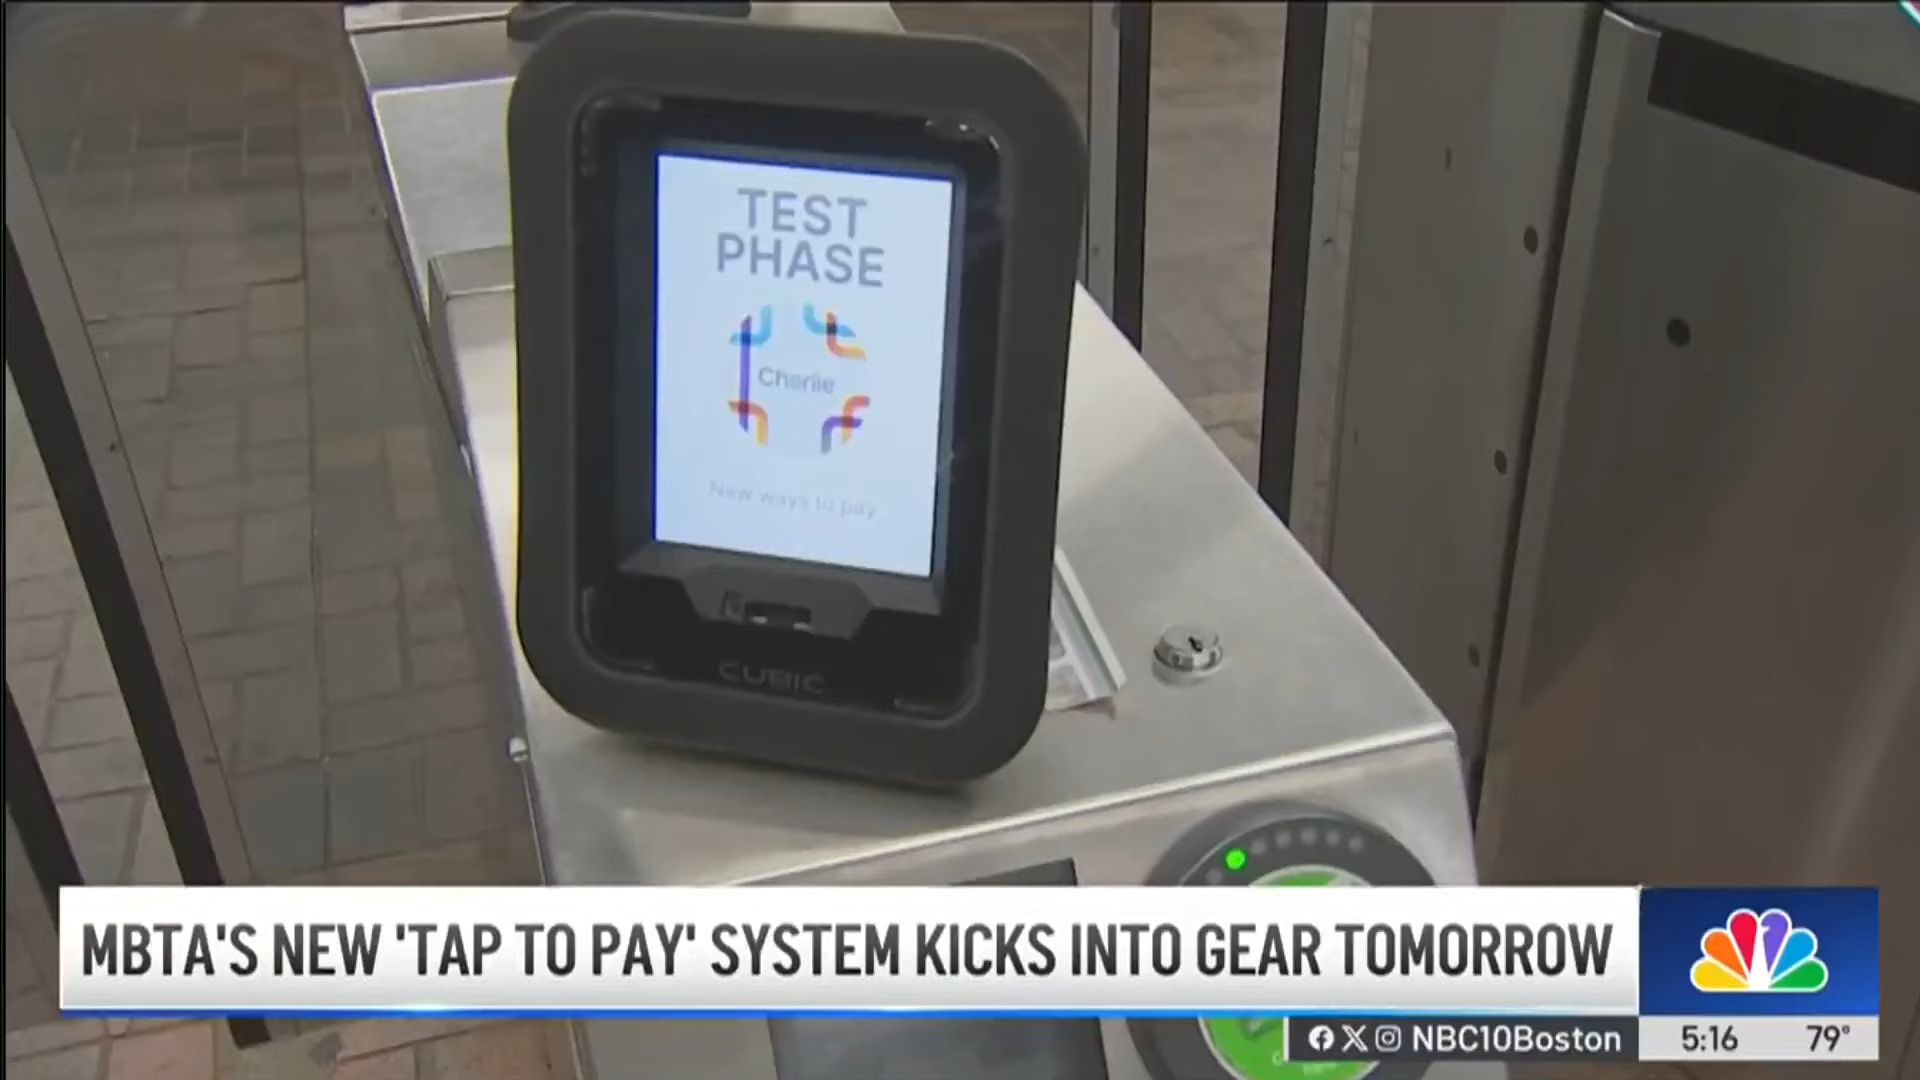 TEST
PHASE
Charlie
New ways to pay
CUBIC
MBTA'S NEW 'TAP TO PAY' SYSTEM KICKS INTO GEAR TOMORROW
NBC10Boston
5:16 79°